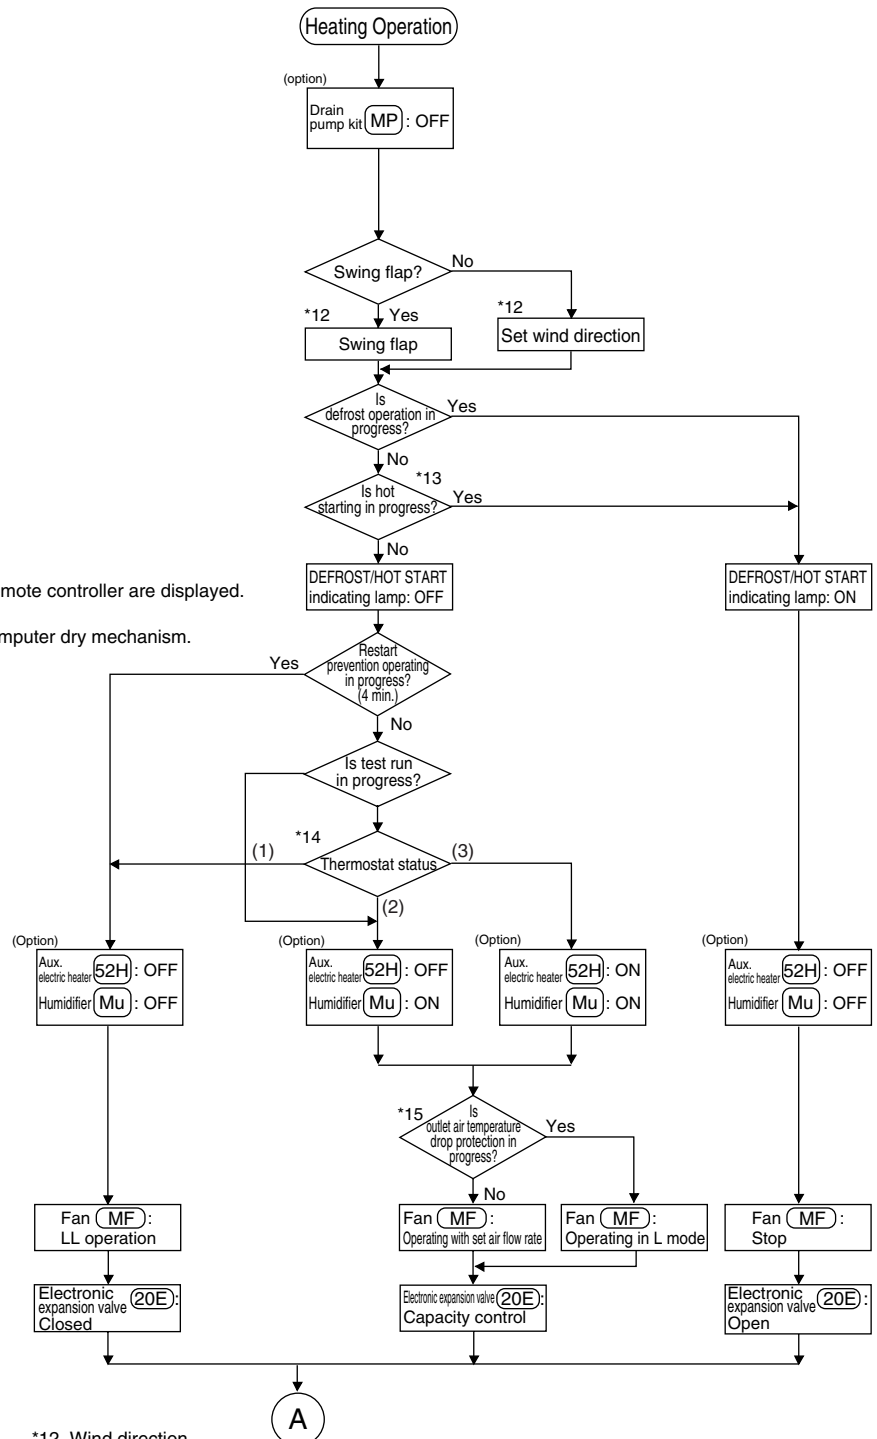 Heating Operation
(option)
Drain
pump kit MP : OFF
Swing flap?
No
*12
Yes
*12
Swing flap
Set wind direction
Is
defrost operation in
progress?
Yes
No
*13
Is hot
starting in progress?
Yes
No
mote controller are displayed.
DEFROST/HOT START
indicating lamp: OFF
DEFROST/HOT START
indicating lamp: ON
mputer dry mechanism.
Yes
Restart
prevention operating
in progress?
(4 min.)
No
Is test run
in progress?
*14
(1)
Thermostat status
(3)
(2)
(Option)
Aux.
electric heater 52H : OFF
Humidifier Mu : OFF
(Option)
Aux.
electric heater 52H : OFF
Humidifier Mu : ON
(Option)
Aux.
electric heater 52H : ON
Humidifier Mu : ON
(Option)
Aux.
electric heater 52H : OFF
Humidifier Mu : OFF
*15
Is
outlet air temperature
drop protection in
progress?
Yes
No
Fan MF :
LL operation
Fan MF :
Operating with set air flow rate
Fan MF :
Operating in L mode
Fan MF :
Stop
Electronic
expansion valve 20E :
Closed
Electronic expansion valve 20E :
Capacity control
Electronic
expansion valve 20E :
Open
A
*12 Wind direction